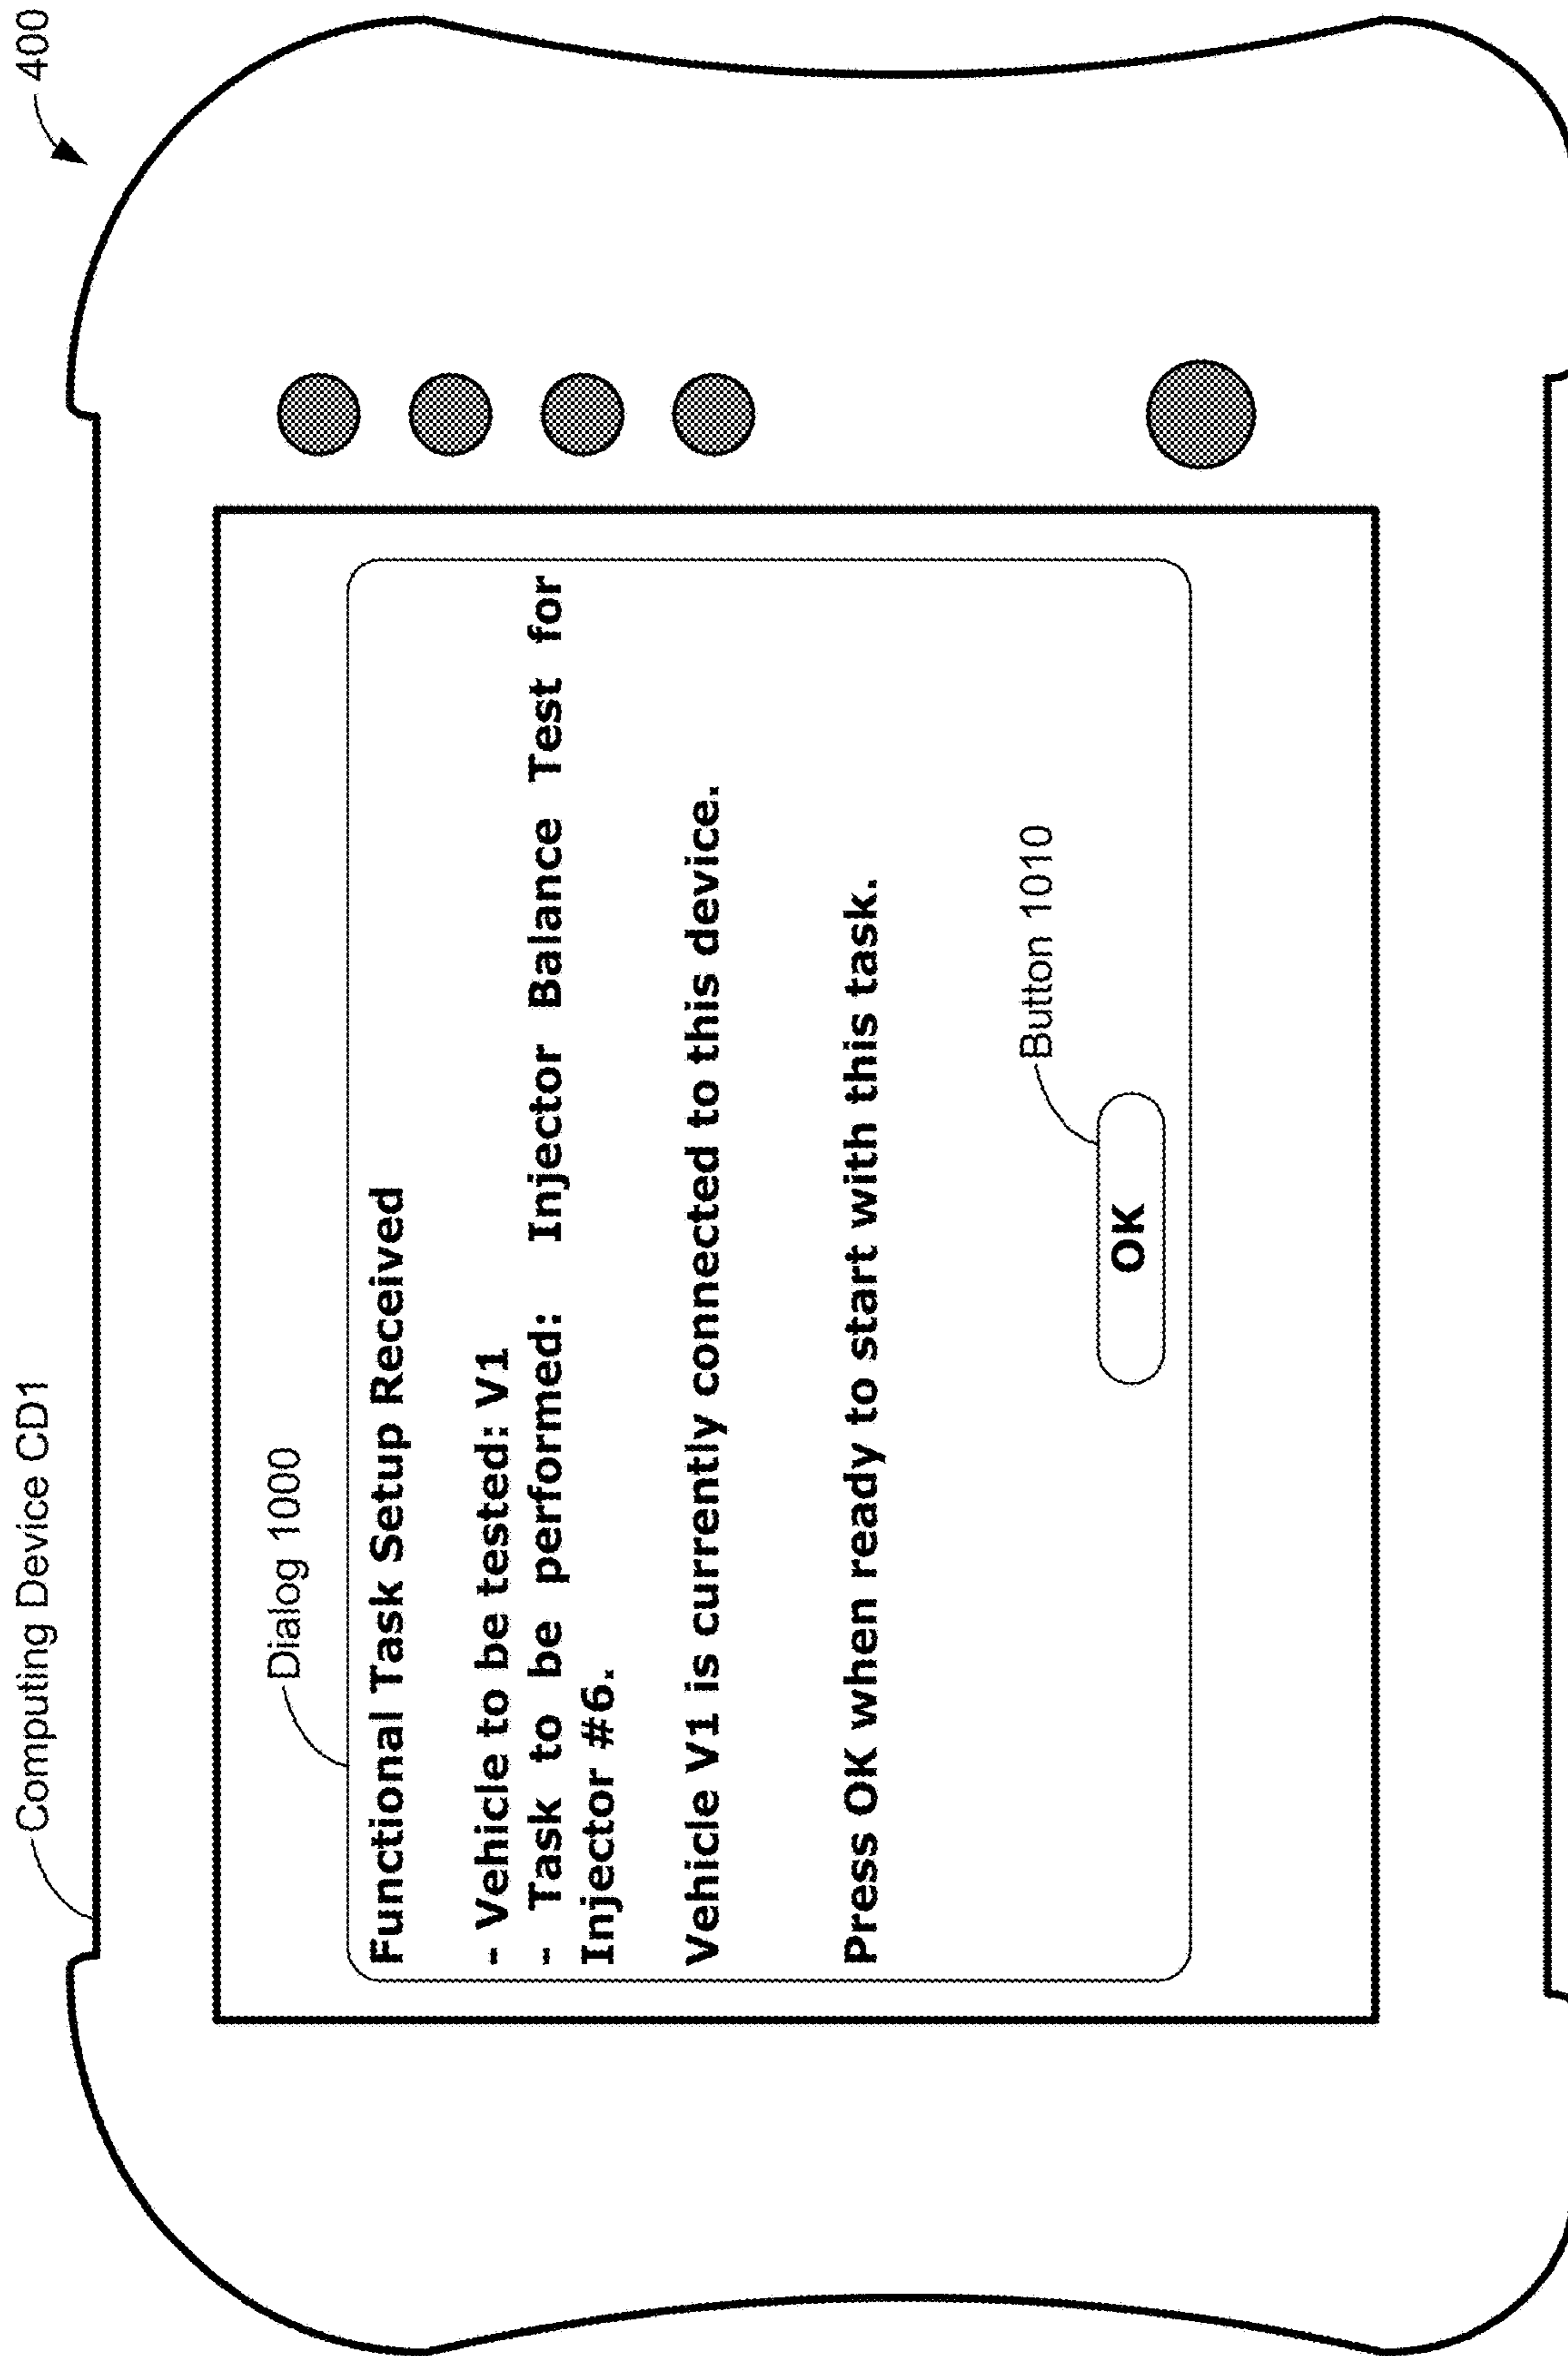 400
Computing Device CD1
Dialog 1000
Functional Task Setup Received
- Vehicle to be tested: V1
- Task to be performed: Injector Balance Test for
Injector #6.
Vehicle V1 is currently connected to this device.
Press OK when ready to start with this task.
Button 1010
OK